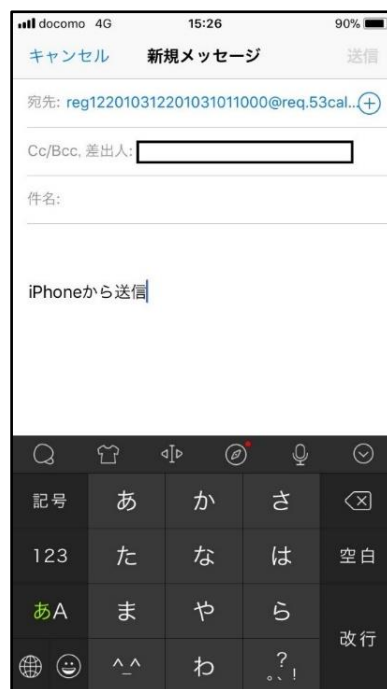 docomo 4G 15:26 90%
キャンセル 新規メッセージ 送信
宛先: reg122010312201031011000@req.53cal...
Cc/Bcc, 差出人:
件名:
iPhoneから送信
記号 あ か さ
123 た な は 空白
あA ま や ら
^_^ わ 。、?! 改行